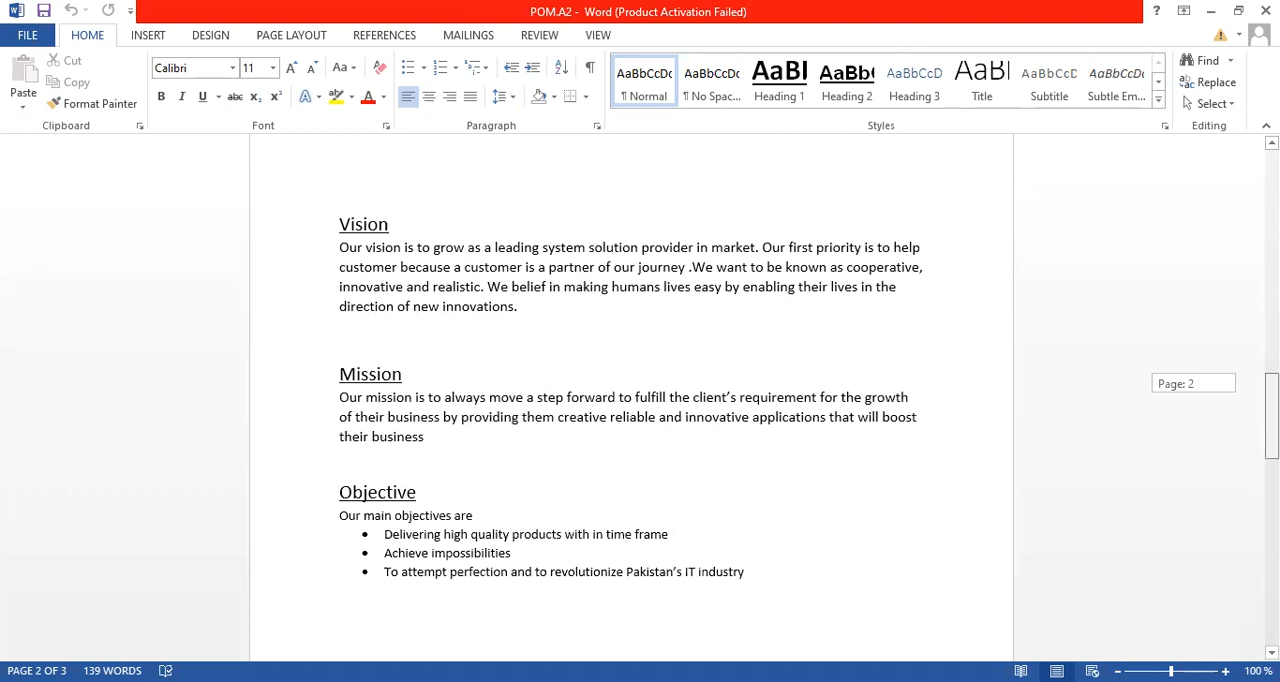 POM.A2 - Word (Product Activation Failed)
FILE HOME INSERT DESIGN PAGE LAYOUT REFERENCES MAILINGS REVIEW VIEW
Paste
Cut
Copy
Format Painter
Clipboard
Calibri 11 Aa
B I U abc x₂ x² A A
Font
Paragraph
AaBbCcDc AaBbCcDc AaBl AaBb( AaBbCcD AaBl AaBbCcD AaBbCcDc
¶ Normal ¶ No Spac... Heading 1 Heading 2 Heading 3 Title Subtitle Subtle Em...
Styles
Find
Replace
Select
Editing
Vision
Our vision is to grow as a leading system solution provider in market. Our first priority is to help
customer because a customer is a partner of our journey .We want to be known as cooperative,
innovative and realistic. We belief in making humans lives easy by enabling their lives in the
direction of new innovations.
Mission
Our mission is to always move a step forward to fulfill the client's requirement for the growth
of their business by providing them creative reliable and innovative applications that will boost
their business
Page: 2
Objective
Our main objectives are
• Delivering high quality products with in time frame
• Achieve impossibilities
• To attempt perfection and to revolutionize Pakistan's IT industry
PAGE 2 OF 3 139 WORDS 100 %